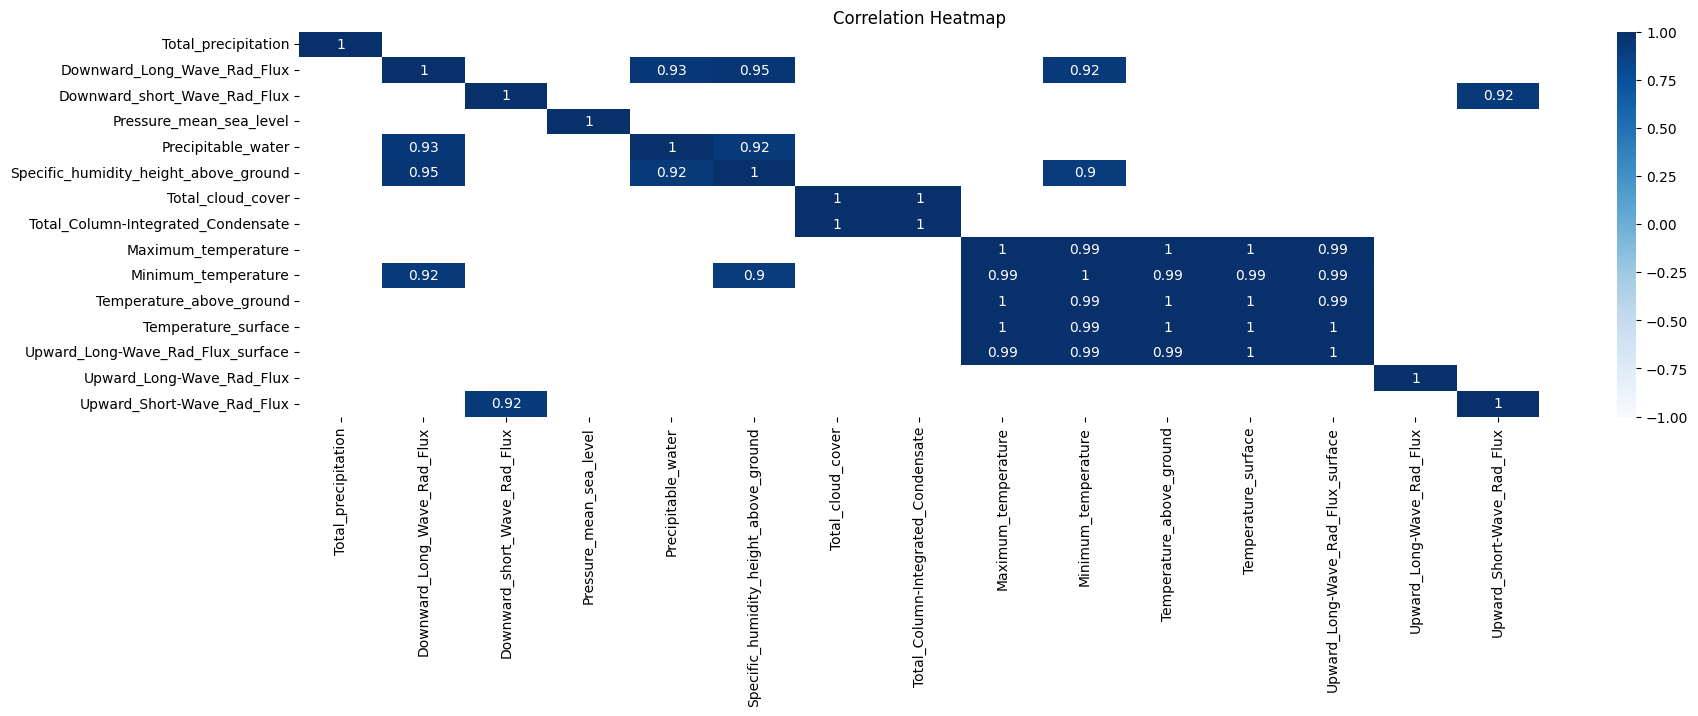 Correlation Heatmap
Total_precipitation 1
Downward_Long_Wave_Rad_Flux 1 0.93 0.95 0.92
Downward_short_Wave_Rad_Flux 1 0.92
Pressure_mean_sea_level 1
Precipitable_water 0.93 1 0.92
Specific_humidity_height_above_ground 0.95 0.92 1 0.9
Total_cloud_cover 1 1
Total_Column-Integrated_Condensate 1 1
Maximum_temperature 1 0.99 1 1 0.99
Minimum_temperature 0.92 0.9 0.99 1 0.99 0.99 0.99
Temperature_above_ground 1 0.99 1 1 0.99
Temperature_surface 1 0.99 1 1 1
Upward_Long-Wave_Rad_Flux_surface 0.99 0.99 0.99 1 1
Upward_Long-Wave_Rad_Flux 1
Upward_Short-Wave_Rad_Flux 0.92 1
Total_precipitation
Downward_Long_Wave_Rad_Flux
Downward_short_Wave_Rad_Flux
Pressure_mean_sea_level
Precipitable_water
Specific_humidity_height_above_ground
Total_cloud_cover
Total_Column-Integrated_Condensate
Maximum_temperature
Minimum_temperature
Temperature_above_ground
Temperature_surface
Upward_Long-Wave_Rad_Flux_surface
Upward_Long-Wave_Rad_Flux
Upward_Short-Wave_Rad_Flux
1.00
0.75
0.50
0.25
0.00
−0.25
−0.50
−0.75
−1.00